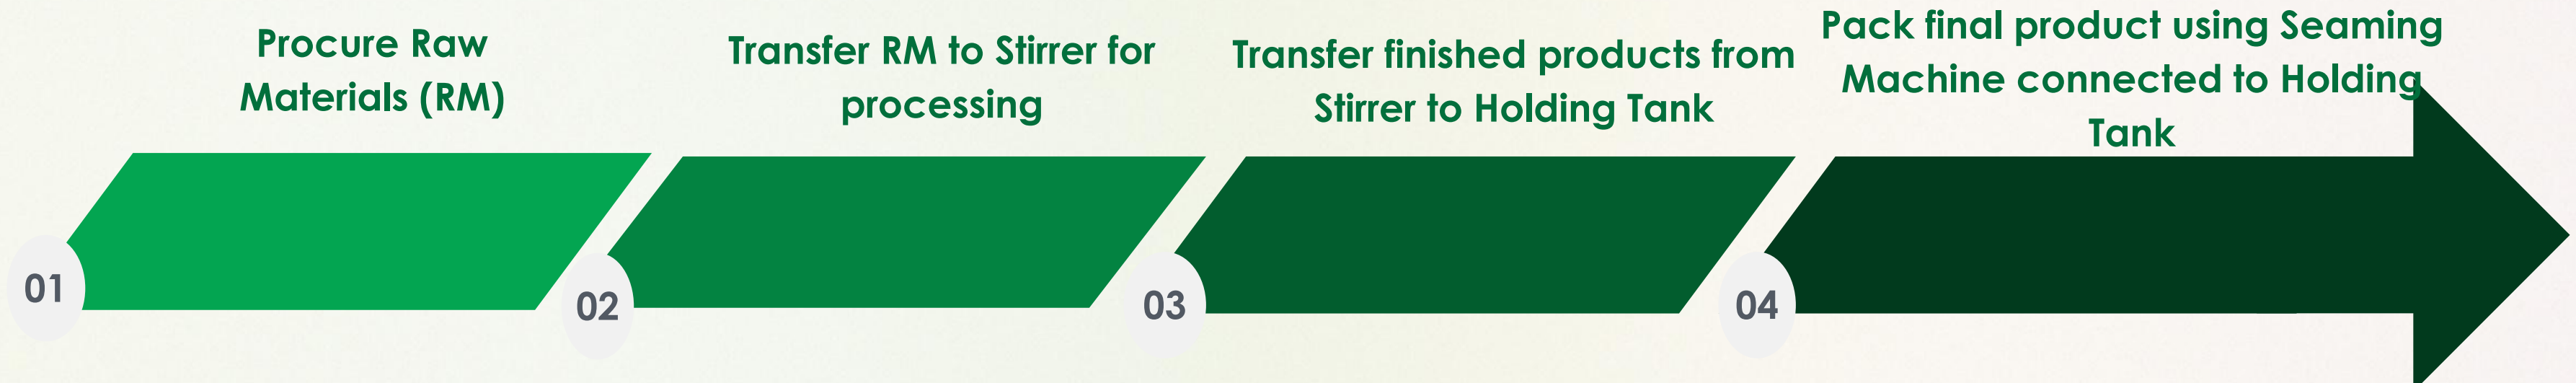 Procure Raw
Materials (RM)
Transfer RM to Stirrer for
processing
Transfer finished products from
Stirrer to Holding Tank
Pack final product using Seaming
Machine connected to Holding
Tank
01
02
03
04